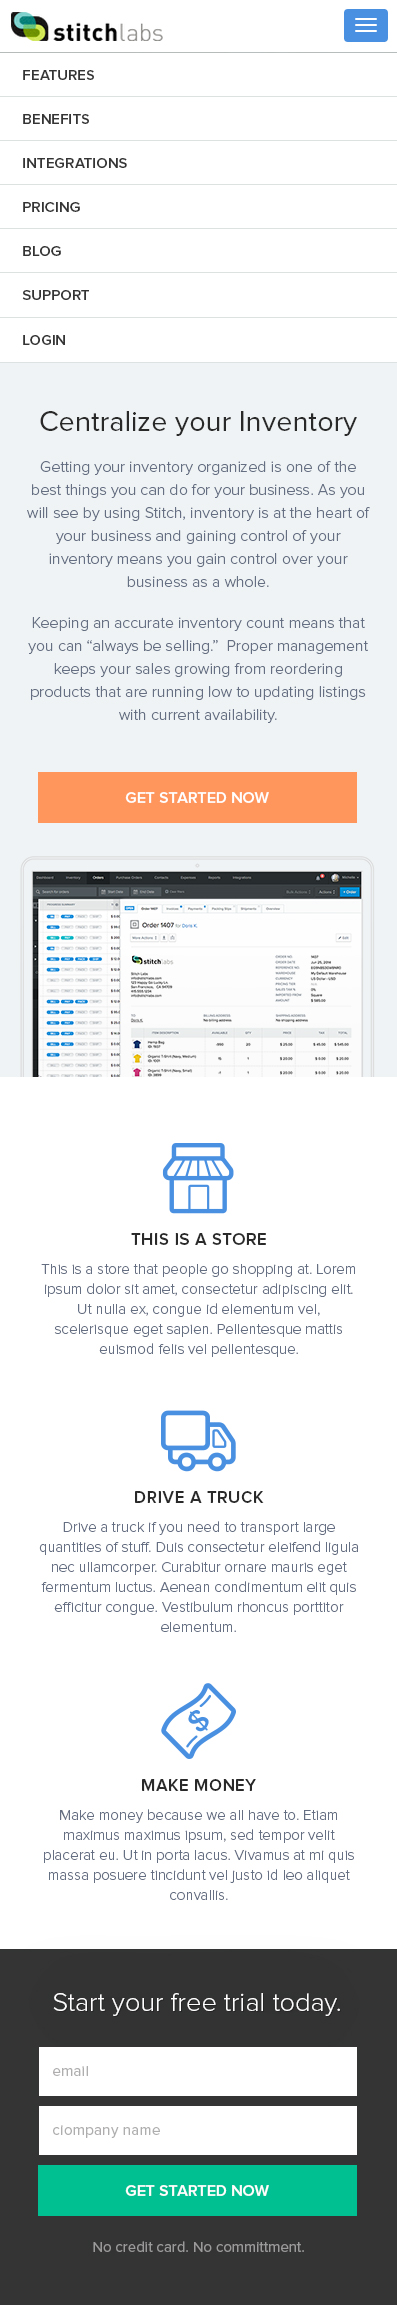 stitchlabs
FEATURES
BENEFITS
INTEGRATIONS
PRICING
BLOG
SUPPORT
LOGIN
Centralize your Inventory
Getting your inventory organized is one of the
best things you can do for your business. As you
will see by using Stitch, inventory is at the heart of
your business and gaining control of your
inventory means you gain control over your
business as a whole.
Keeping an accurate inventory count means that
you can “always be selling.”  Proper management
keeps your sales growing from reordering
products that are running low to updating listings
with current availability.
GET STARTED NOW
Order 1407 for Doris K.
stitchlabs
THIS IS A STORE
This is a store that people go shopping at. Lorem
ipsum dolor sit amet, consectetur adipiscing elit.
Ut nulla ex, congue id elementum vel,
scelerisque eget sapien. Pellentesque mattis
euismod felis vel pellentesque.
DRIVE A TRUCK
Drive a truck if you need to transport large
quantities of stuff. Duis consectetur eleifend ligula
nec ullamcorper. Curabitur ornare mauris eget
fermentum luctus. Aenean condimentum elit quis
efficitur congue. Vestibulum rhoncus porttitor
elementum.
MAKE MONEY
Make money because we all have to. Etiam
maximus maximus ipsum, sed tempor velit
placerat eu. Ut in porta lacus. Vivamus at mi quis
massa posuere tincidunt vel justo id leo aliquet
convallis.
Start your free trial today.
email
clompany name
GET STARTED NOW
No credit card. No committment.